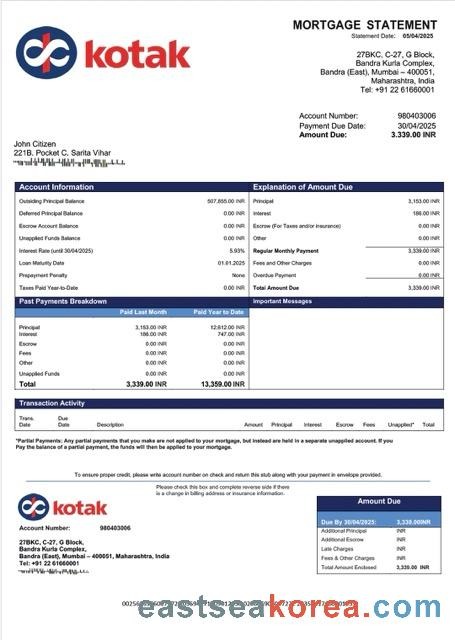 kotak
MORTGAGE STATEMENT
Statement Date: 05/04/2025
27BKC, C-27, G Block,
Bandra Kurla Complex,
Bandra (East), Mumbai – 400051,
Maharashtra, India
Tel: +91 22 61660001
Account Number: 980403006
Payment Due Date: 30/04/2025
Amount Due: 3.339.00 INR
John Citizen
221B. Pocket C. Sarita Vihar
Account Information
Outsiding Principal Balance 507,855.00 INR
Deferred Principal Balance 0.00 INR
Escrow Account Balance 0.00 INR
Unapplied Funds Balance 0.00 INR
Interest Rate (until 30/04/2025) 5.93%
Loan Maturity Date 01.01.2025
Prepayment Penalty None
Taxes Paid Year-to-Date 0.00 INR
Explanation of Amount Due
Principal 3,153.00 INR
Interest 186.00 INR
Escrow (For Taxes and/or insurance) 0.00 INR
Other 0.00 INR
Regular Monthly Payment 3,339.00 INR
Fees and Other Charges 0.00 INR
Overdue Payment 0.00 INR
Total Amount Due 3,339.00 INR
Past Payments Breakdown
Paid Last Month Paid Year to Date
Principal 3,153.00 INR 12,612.00 INR
Interest 186.00 INR 747.00 INR
Escrow 0.00 INR 0.00 INR
Fees 0.00 INR 0.00 INR
Other 0.00 INR 0.00 INR
Unapplied Funds 0.00 INR 0.00 INR
Total 3,339.00 INR 13,359.00 INR
Important Messages
Transaction Activity
Trans. Date Due Date Description Amount Principal Interest Escrow Fees Unapplied* Total
*Partial Payments: Any partial payments that you make are not applied to your mortgage, but instead are held in a separate unapplied account. If you
Pay the balance of a partial payment, the funds will then be applied to your mortgage.
To ensure proper credit, please write account number on check and return this stub along with your payment in envelope provided.
Please check this box and complete reverse side if there
is a change in billing address or insurance information.
kotak
Account Number: 980403006
27BKC, C-27, G Block,
Bandra Kurla Complex,
Bandra (East), Mumbai – 400051, Maharashtra, India
Tel: +91 22 61660001
Amount Due
Due By 30/04/2025: 3,339.00INR
Additional Principal INR
Additional Escrow INR
Late Charges INR
Fees & Other Charges INR
Total Amount Enclosed 3,339.00 INR
eastseakorea.com